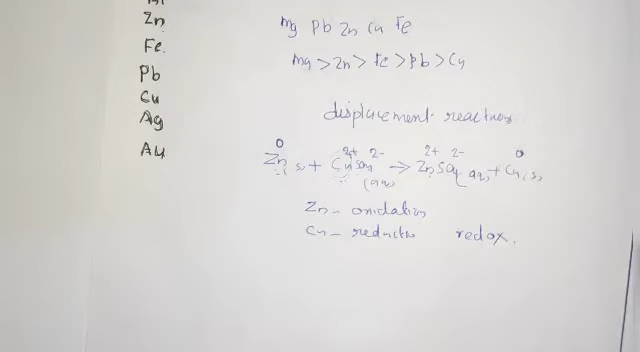 Zn
Fe
Pb
Cu
Ag
Au
Mg Pb Zn Cu Fe
Mg > Zn > Fe > Pb > Cu
displacement reactions
0 2+ 2- 2+ 2- 0
Zn(s) + CuSO4 (aq) → ZnSO4 (aq) + Cu(s)
Zn - oxidation
Cu - reduction redox.